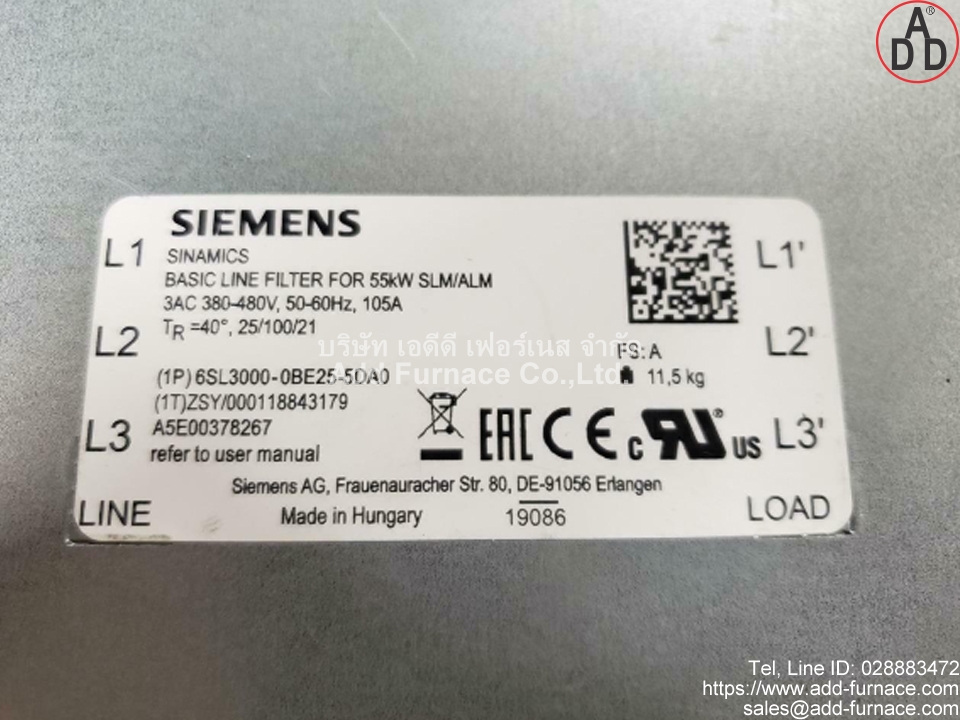 ADD®
SIEMENS
L1 SINAMICS L1'
BASIC LINE FILTER FOR 55kW SLM/ALM
3AC 380-480V, 50-60Hz, 105A
L2 TR =40°, 25/100/21 L2'
บริษัท เอดีดี เฟอร์เนส จำกัด
FS: A
Add Furnace Co.,Ltd.
(1P) 6SL3000-0BE25-5DA0 11,5 kg
(1T)ZSY/000118843179
L3 A5E00378267 EAC CE c RU® US L3'
refer to user manual
Siemens AG, Frauenauracher Str. 80, DE-91056 Erlangen
LINE Made in Hungary 19086 LOAD
Tel, Line ID: 028883472
https://www.add-furnace.com
sales@add-furnace.com